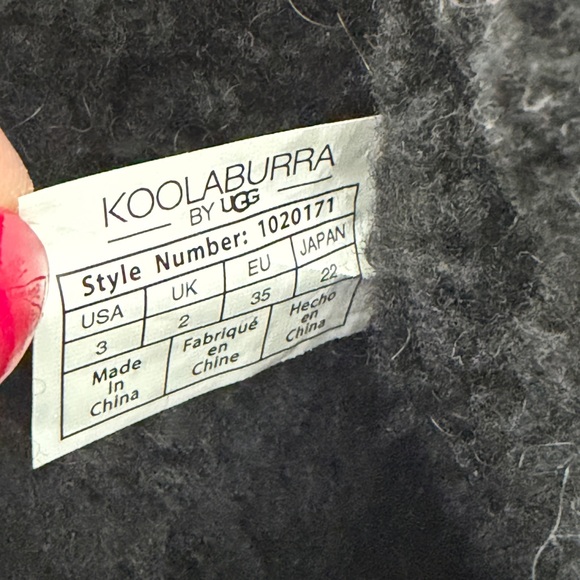 KOOLABURRA
BY UGG
Style Number: 1020171
USA UK EU JAPAN
3 2 35 22
Made in China
Fabriqué en Chine
Hecho en China